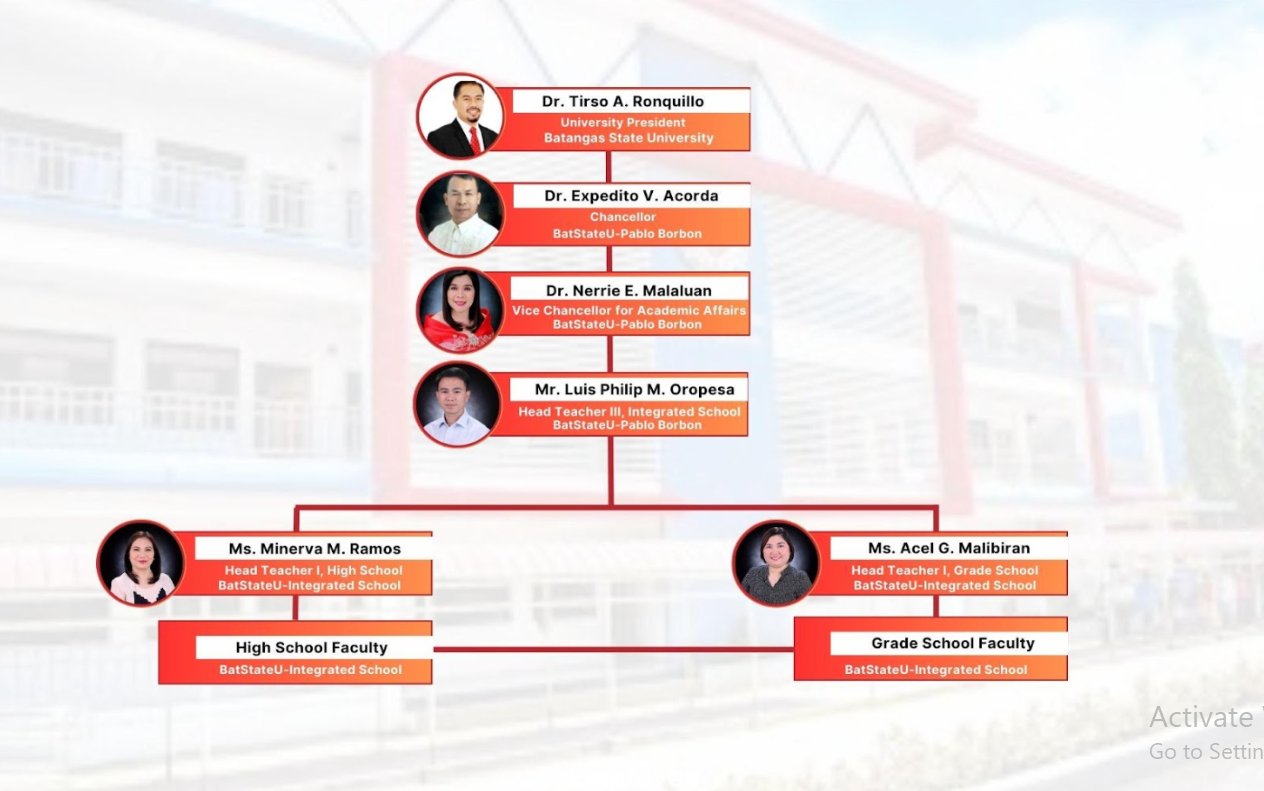 Dr. Tirso A. Ronquillo
University President
Batangas State University
Dr. Expedito V. Acorda
Chancellor
BatStateU-Pablo Borbon
Dr. Nerrie E. Malaluan
Vice Chancellor for Academic Affairs
BatStateU-Pablo Borbon
Mr. Luis Philip M. Oropesa
Head Teacher III, Integrated School
BatStateU-Pablo Borbon
Ms. Minerva M. Ramos
Head Teacher I, High School
BatStateU-Integrated School
Ms. Acel G. Malibiran
Head Teacher I, Grade School
BatStateU-Integrated School
High School Faculty
BatStateU-Integrated School
Grade School Faculty
BatStateU-Integrated School
Activate
Go to Settin